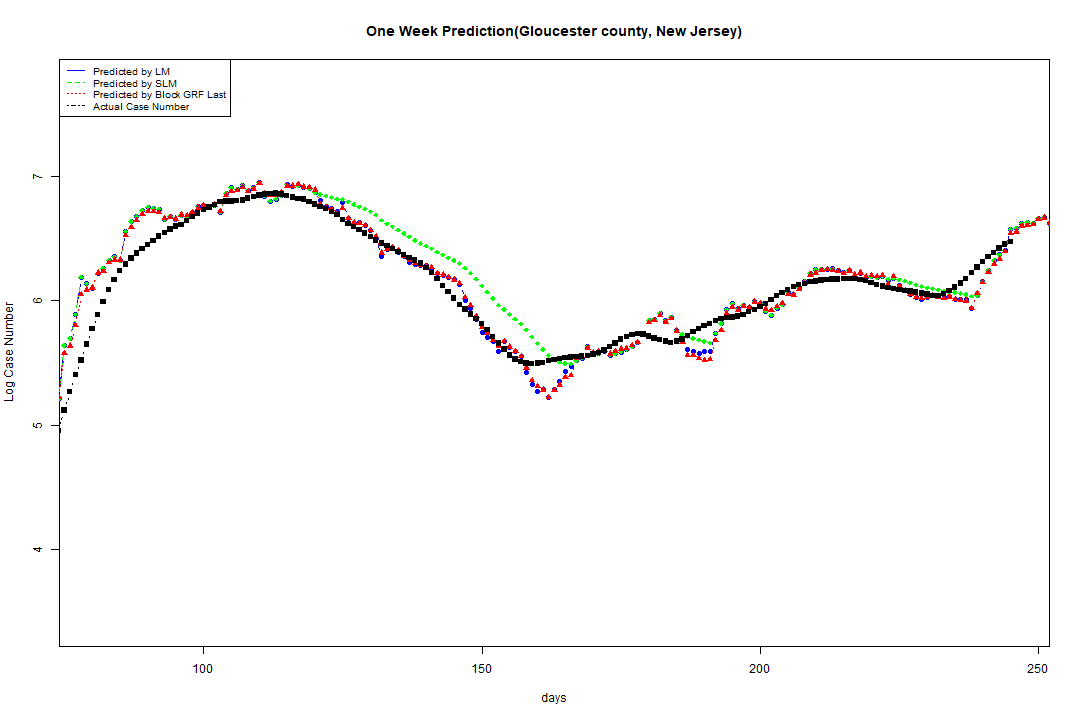 One Week Prediction(Gloucester county, New Jersey)
Predicted by LM
Predicted by SLM
Predicted by Block GRF Last
Actual Case Number
7
6
5
4
Log Case Number
100 150 200 250
days